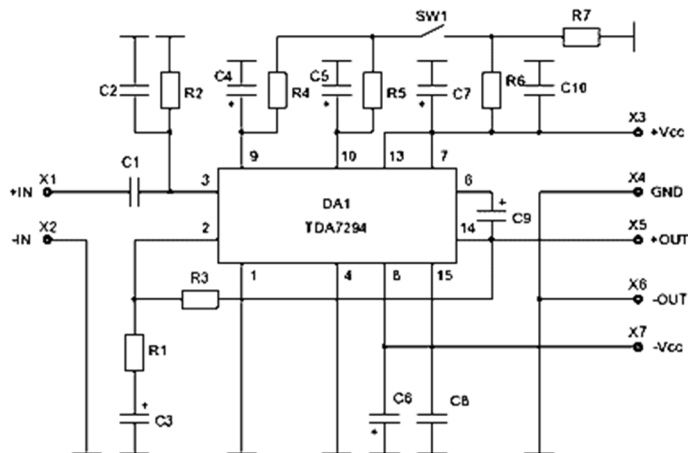 SW1
R7
C2
R2
C4
R4
C5
R5
C7
R6
C10
X3
+Vcc
9
10
13
7
X1
C1
+IN
3
6
X4
GND
DA1
C9
X2
-IN
2
TDA7294
14
X5
+OUT
R3
1
4
8
15
X6
-OUT
R1
X7
-Vcc
C3
C6
C8